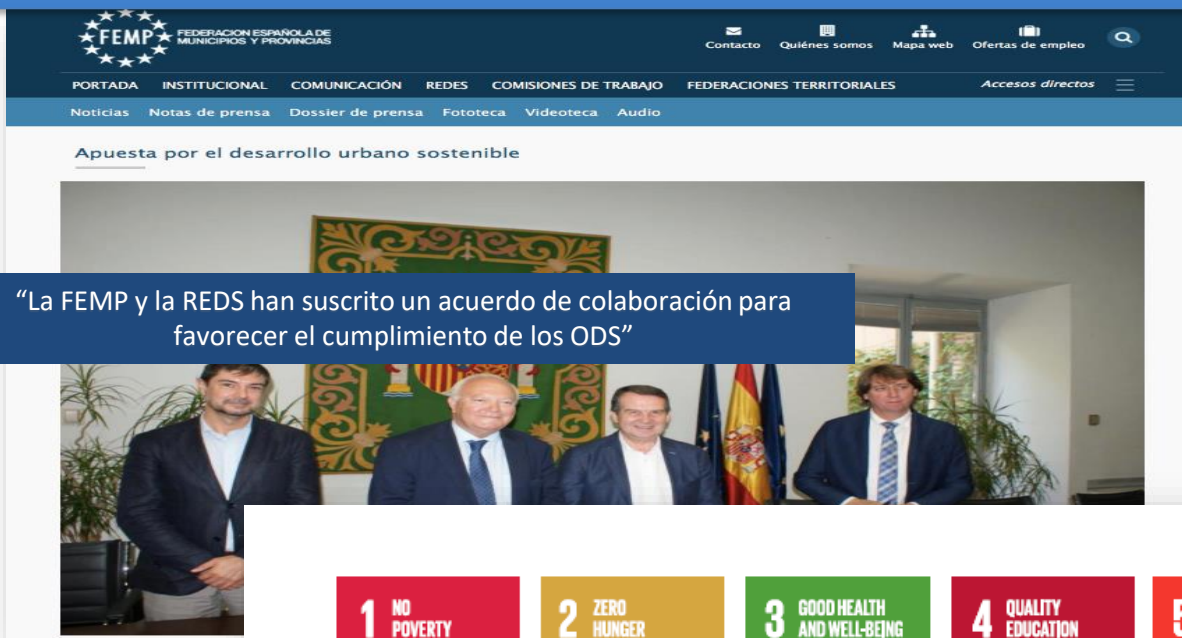 FEMP
FEDERACION ESPAÑOLA DE
MUNICIPIOS Y PROVINCIAS
Contacto Quiénes somos Mapa web Ofertas de empleo
PORTADA INSTITUCIONAL COMUNICACIÓN REDES COMISIONES DE TRABAJO FEDERACIONES TERRITORIALES Accesos directos
Noticias Notas de prensa Dossier de prensa Fototeca Videoteca Audio
Apuesta por el desarrollo urbano sostenible
“La FEMP y la REDS han suscrito un acuerdo de colaboración para
favorecer el cumplimiento de los ODS”
1 NO
POVERTY
2 ZERO
HUNGER
3 GOOD HEALTH
AND WELL-BEING
4 QUALITY
EDUCATION
5